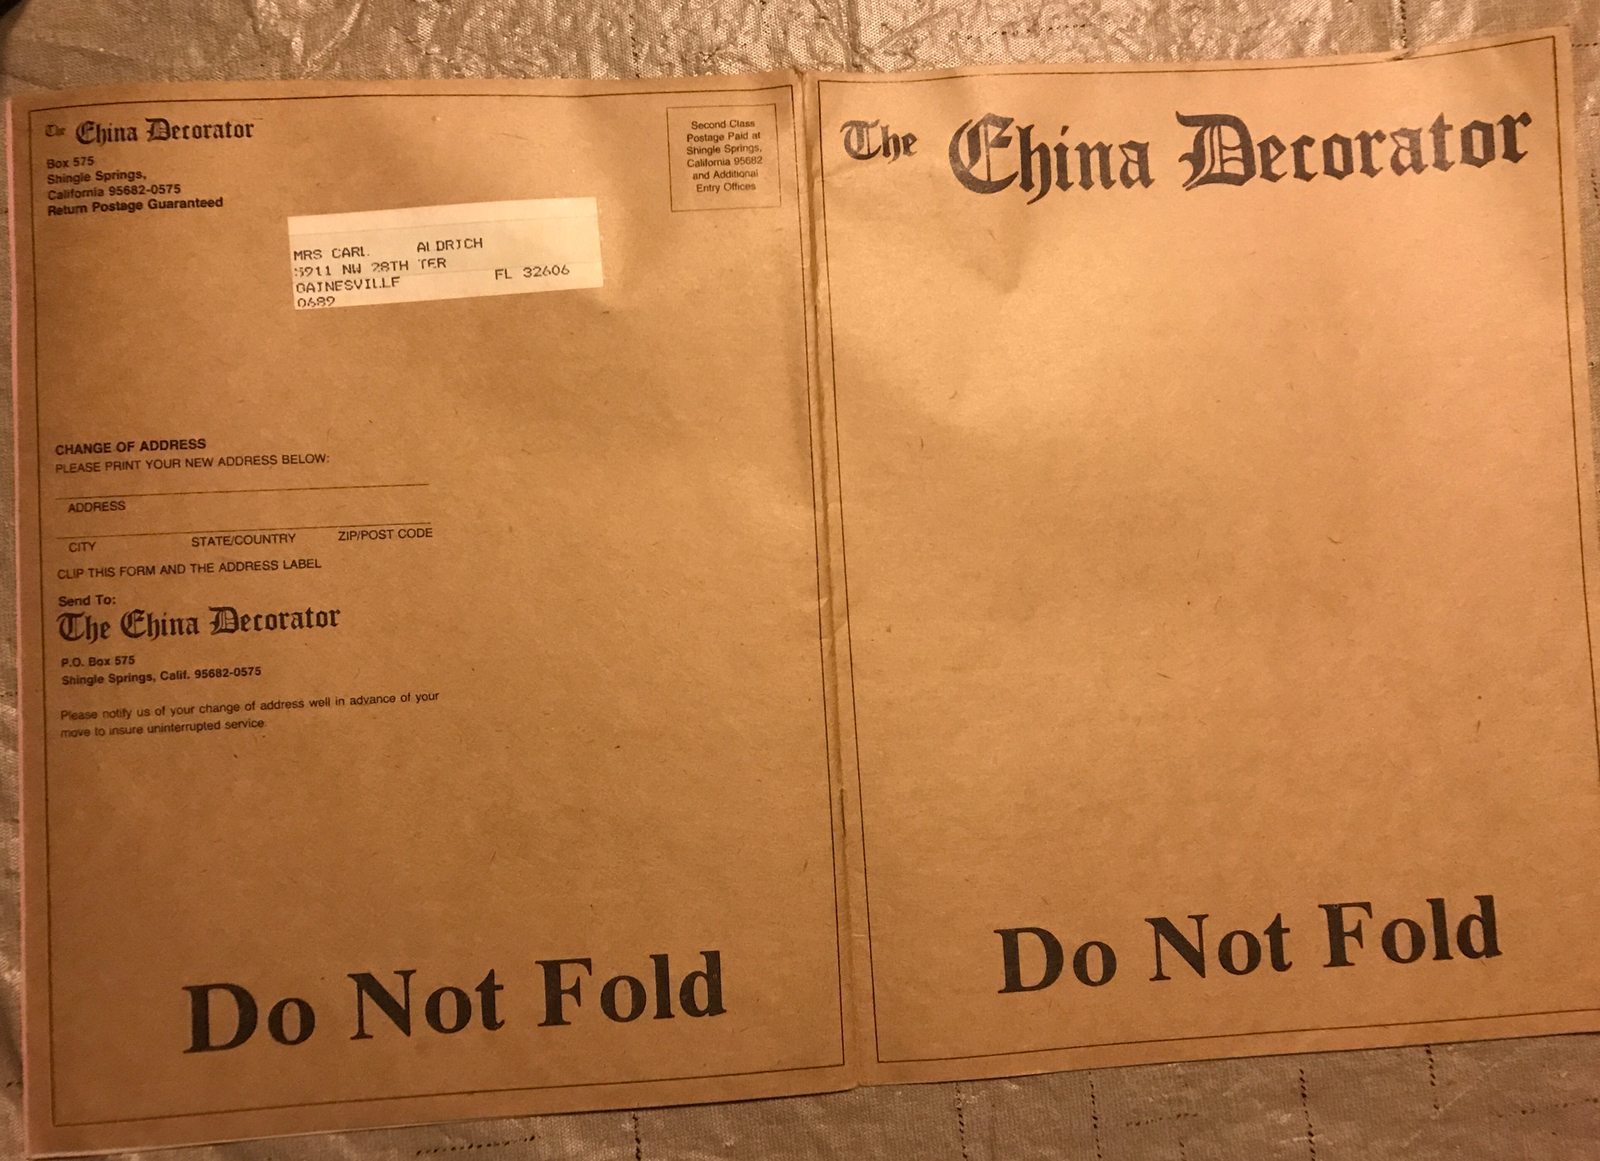 The China Decorator
Box 575
Shingle Springs,
California 95682-0575
Return Postage Guaranteed
Second Class
Postage Paid at
Shingle Springs,
California 95682
and Additional
Entry Offices
MRS CARL ALDRICH
5911 NW 28TH TER
GAINESVILLE FL 32606
0689
CHANGE OF ADDRESS
PLEASE PRINT YOUR NEW ADDRESS BELOW:
ADDRESS
CITY STATE/COUNTRY ZIP/POST CODE
CLIP THIS FORM AND THE ADDRESS LABEL
Send To:
The China Decorator
P.O. Box 575
Shingle Springs, Calif. 95682-0575
Please notify us of your change of address well in advance of your
move to insure uninterrupted service.
Do Not Fold
The China Decorator
Do Not Fold